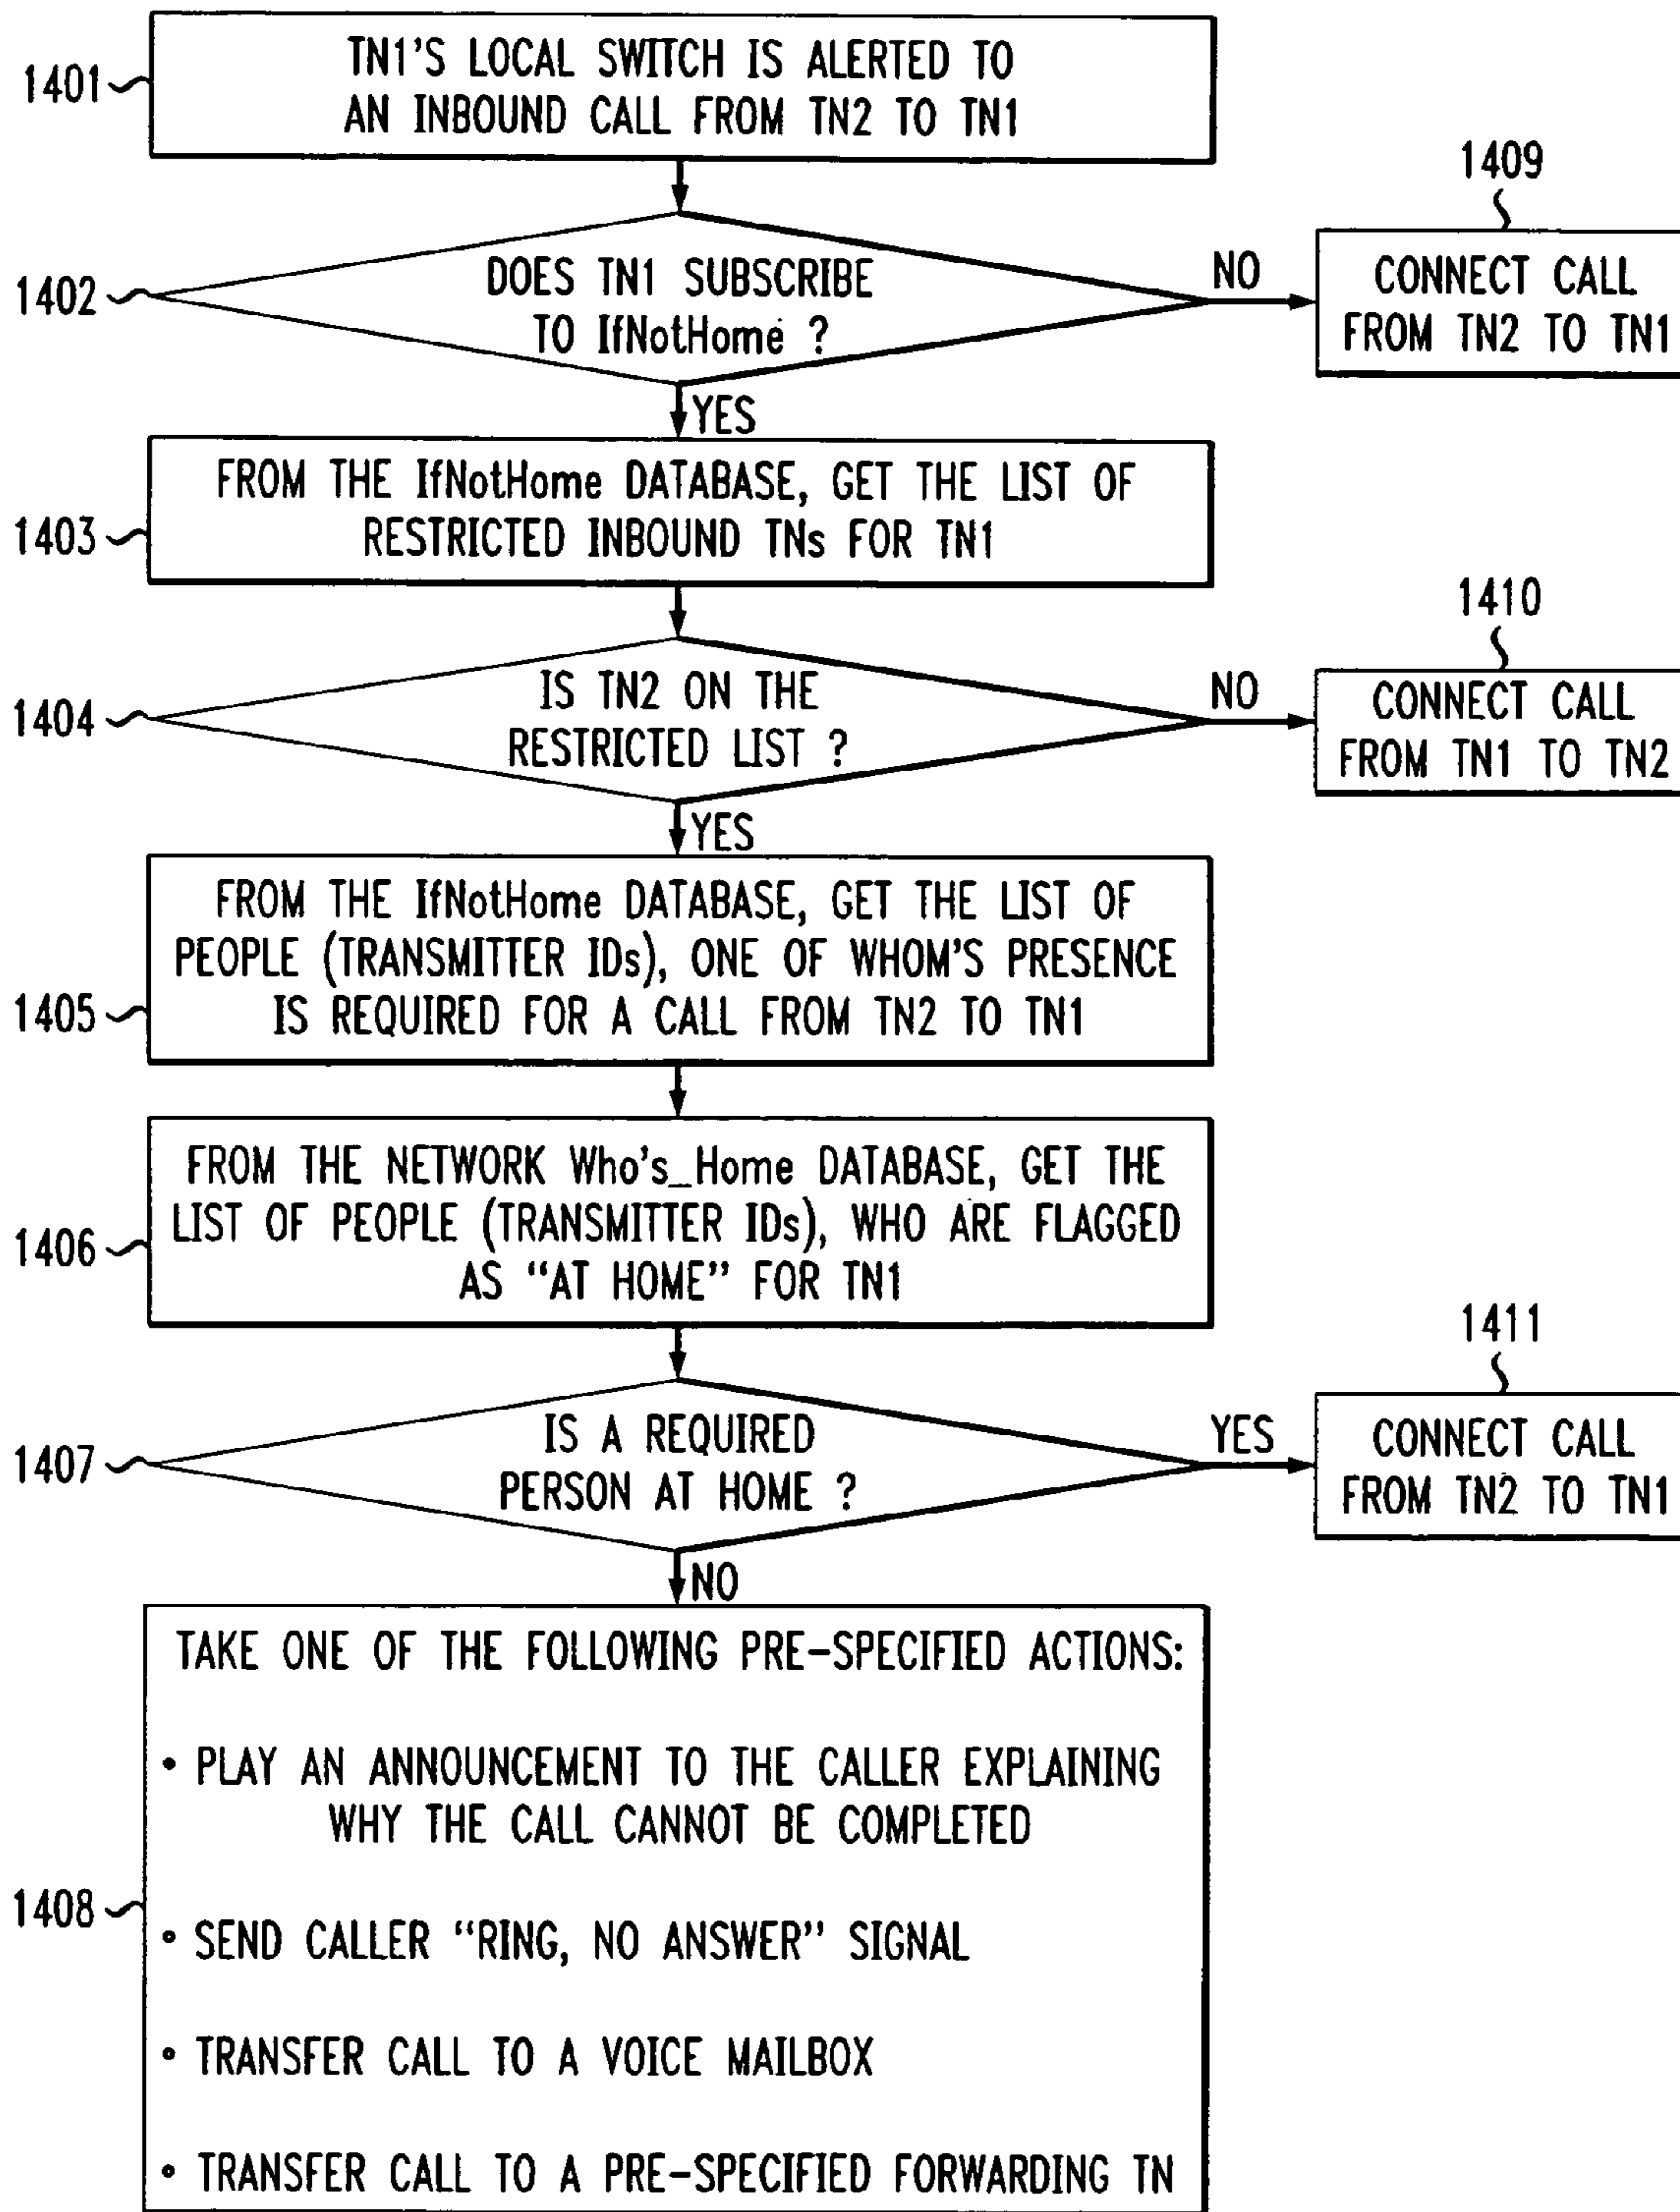 1401
TN1'S LOCAL SWITCH IS ALERTED TO
AN INBOUND CALL FROM TN2 TO TN1
1402
DOES TN1 SUBSCRIBE
TO IfNotHome ?
NO
1409
CONNECT CALL
FROM TN2 TO TN1
YES
1403
FROM THE IfNotHome DATABASE, GET THE LIST OF
RESTRICTED INBOUND TNs FOR TN1
1404
IS TN2 ON THE
RESTRICTED LIST ?
NO
1410
CONNECT CALL
FROM TN1 TO TN2
YES
1405
FROM THE IfNotHome DATABASE, GET THE LIST OF
PEOPLE (TRANSMITTER IDs), ONE OF WHOM'S PRESENCE
IS REQUIRED FOR A CALL FROM TN2 TO TN1
1406
FROM THE NETWORK Who's_Home DATABASE, GET THE
LIST OF PEOPLE (TRANSMITTER IDs), WHO ARE FLAGGED
AS “AT HOME” FOR TN1
1407
IS A REQUIRED
PERSON AT HOME ?
YES
1411
CONNECT CALL
FROM TN2 TO TN1
NO
1408
TAKE ONE OF THE FOLLOWING PRE-SPECIFIED ACTIONS:
• PLAY AN ANNOUNCEMENT TO THE CALLER EXPLAINING
WHY THE CALL CANNOT BE COMPLETED
• SEND CALLER “RING, NO ANSWER” SIGNAL
• TRANSFER CALL TO A VOICE MAILBOX
• TRANSFER CALL TO A PRE-SPECIFIED FORWARDING TN